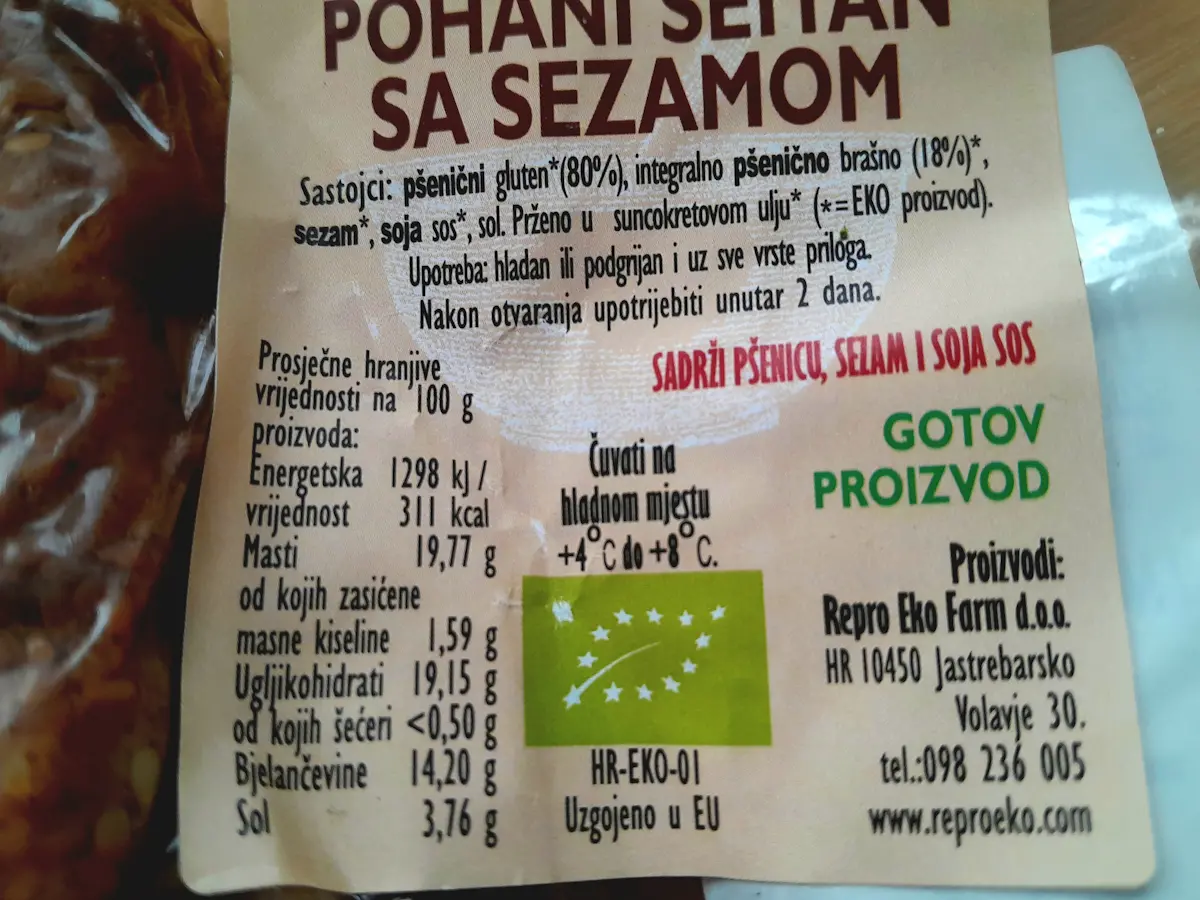 POHANI SEITAN
SA SEZAMOM
Sastojci: pšenični gluten*(80%), integralno pšenično brašno (18%)*,
sezam*, soja sos*, sol. Prženo u suncokretovom ulju* (*=EKO proizvod).
Upotreba: hladan ili podgrijan i uz sve vrste priloga.
Nakon otvaranja upotrijebiti unutar 2 dana.
SADRŽI PŠENICU, SEZAM I SOJA SOS
Prosječne hranjive
vrijednosti na 100 g
proizvoda:
Energetska 1298 kJ /
vrijednost 311 kcal
Masti 19,77 g
od kojih zasićene
masne kiseline 1,59 g
Ugljikohidrati 19,15 g
od kojih šećeri <0,50 g
Bjelančevine 14,20 g
Sol 3,76 g
Čuvati na
hladnom mjestu
+4°C do +8°C.
HR-EKO-01
Uzgojeno u EU
GOTOV
PROIZVOD
Proizvodi:
Repro Eko Farm d.o.o.
HR 10450 Jastrebarsko
Volavje 30.
tel.:098 236 005
www.reproeko.com